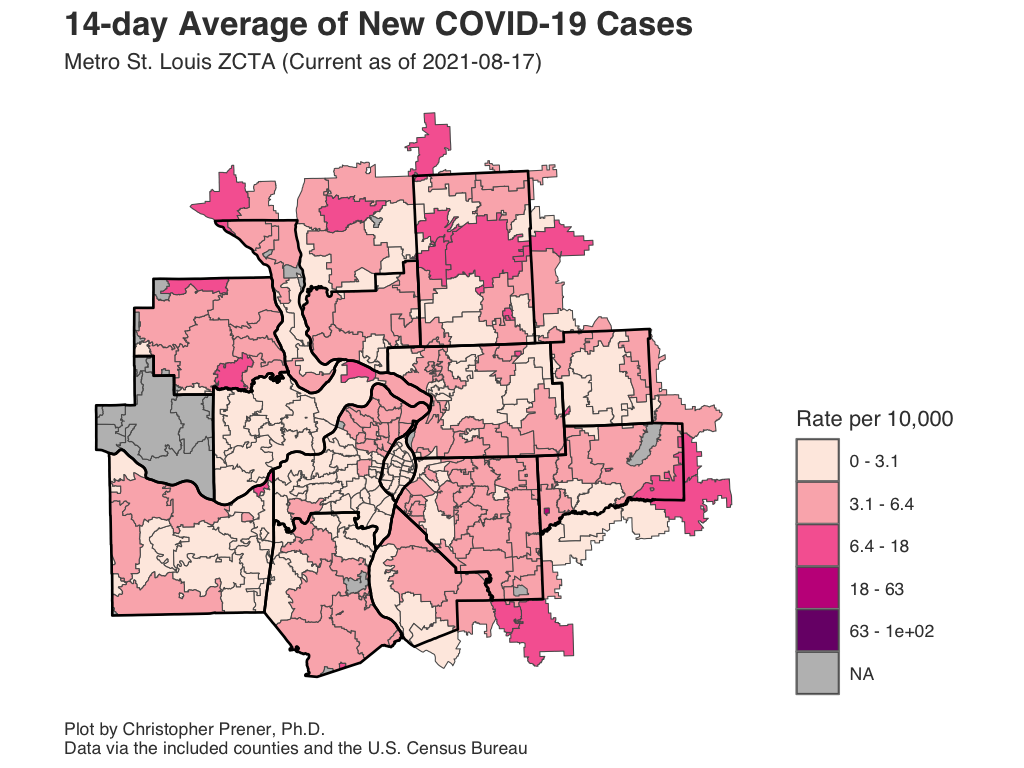 14-day Average of New COVID-19 Cases
Metro St. Louis ZCTA (Current as of 2021-08-17)
Rate per 10,000
0 - 3.1
3.1 - 6.4
6.4 - 18
18 - 63
63 - 1e+02
NA
Plot by Christopher Prener, Ph.D.
Data via the included counties and the U.S. Census Bureau